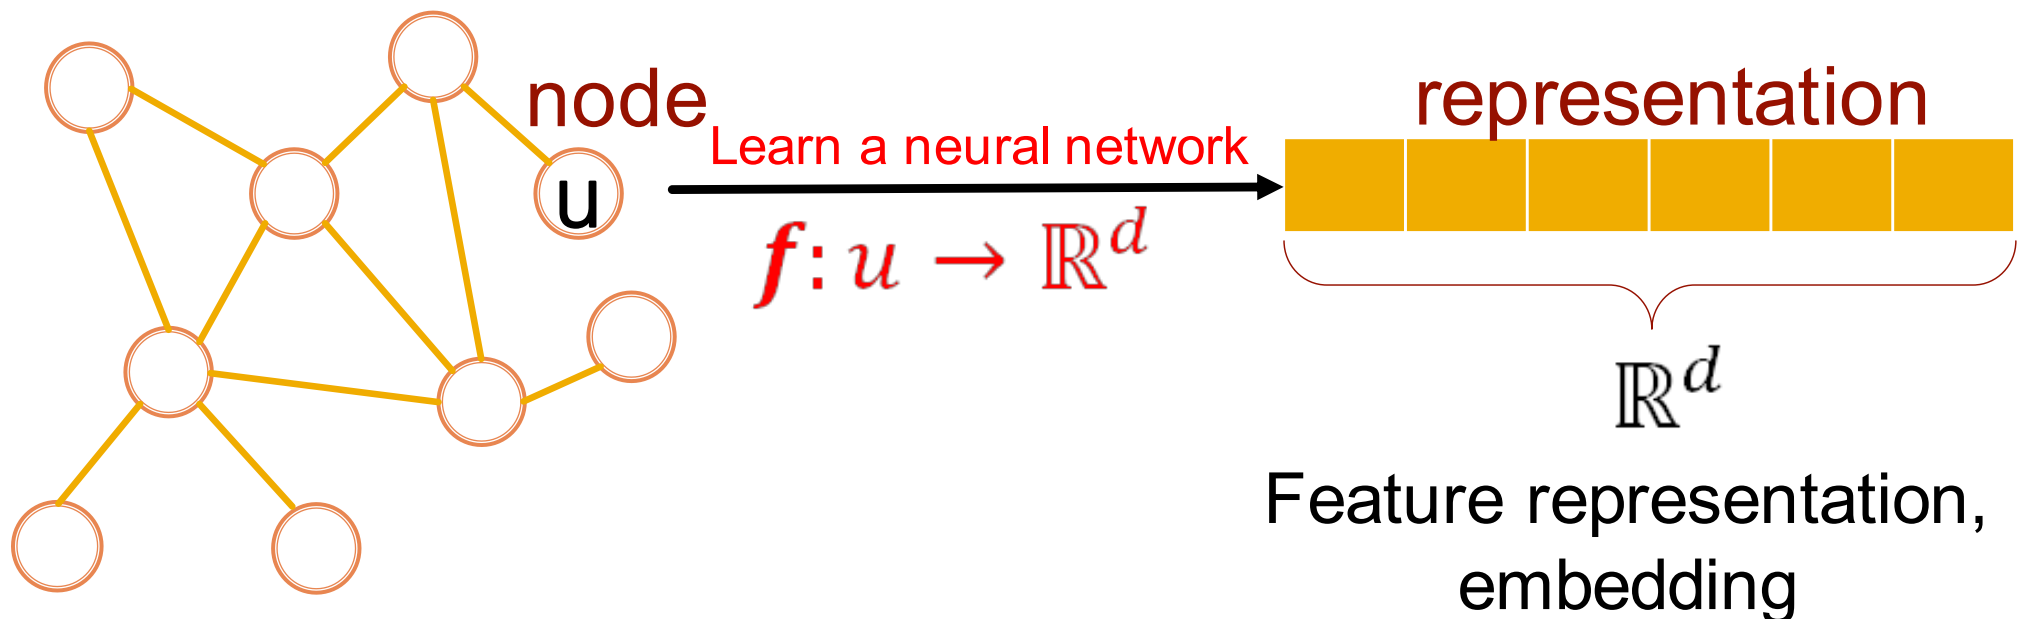 node
u
Learn a neural network
f: u → ℝ^d
representation
ℝ^d
Feature representation,
embedding